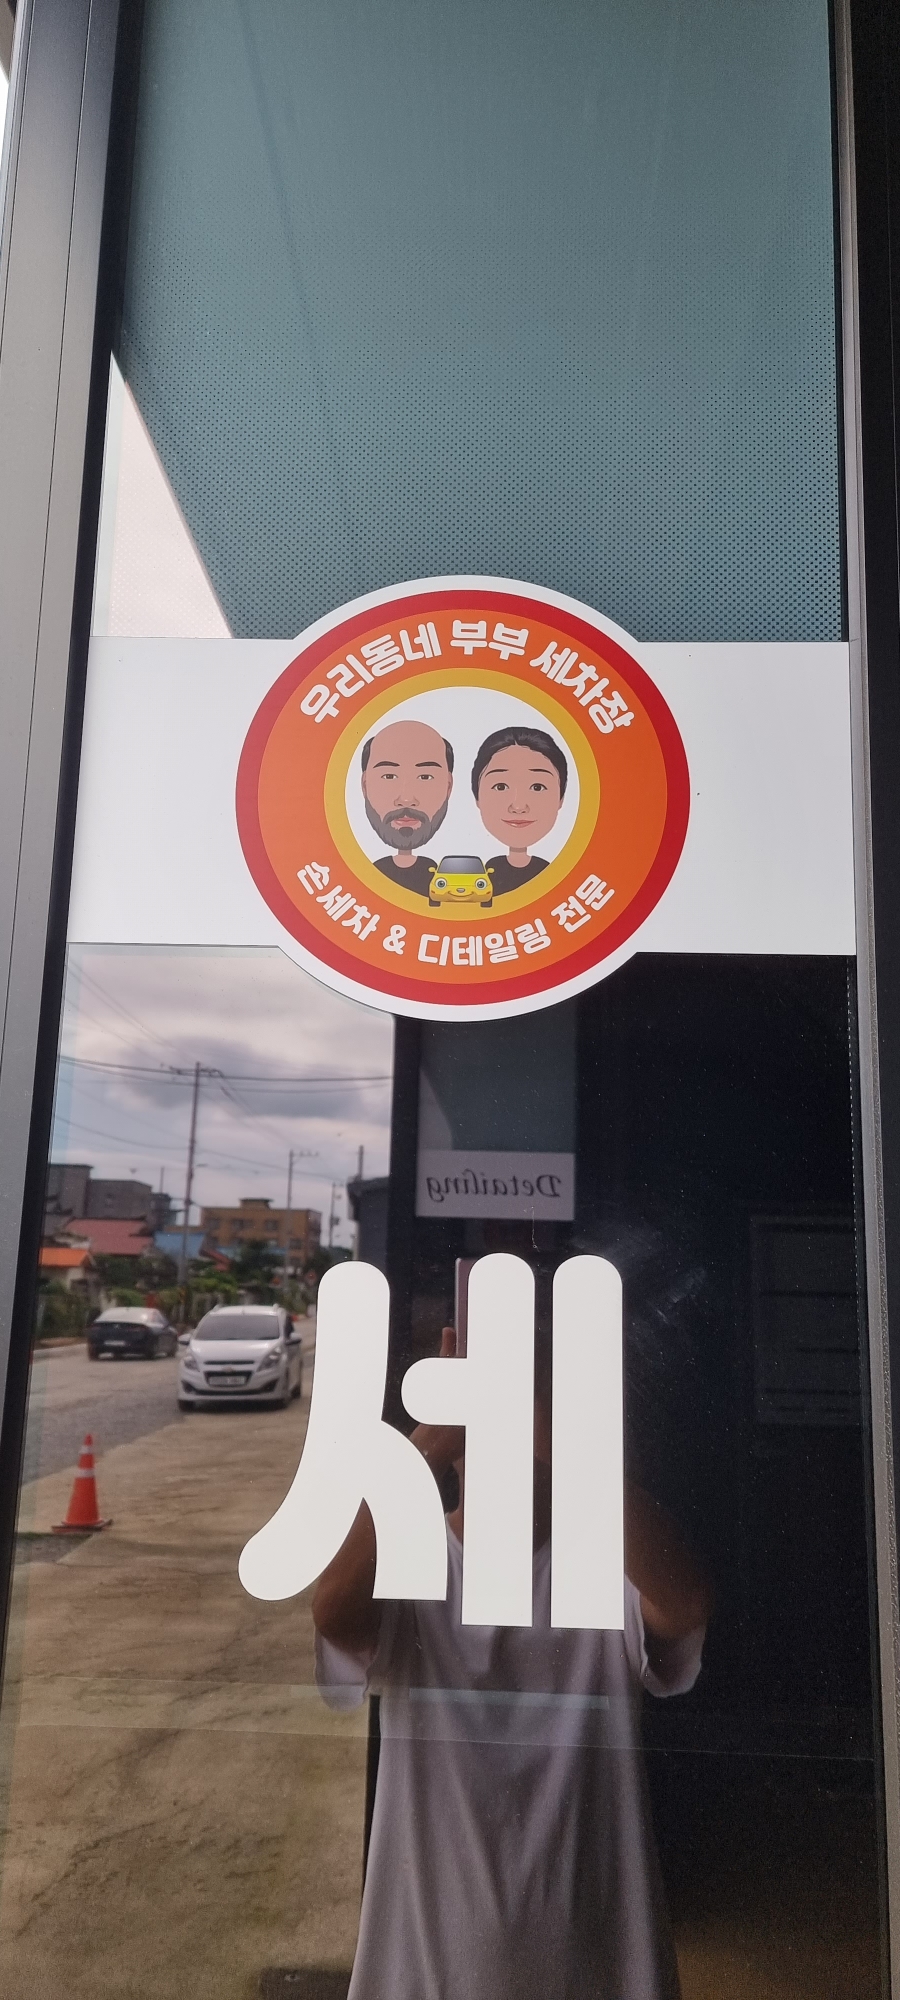 우리동네 부부 세차장
손세차 & 디테일링 전문
Detailing
세